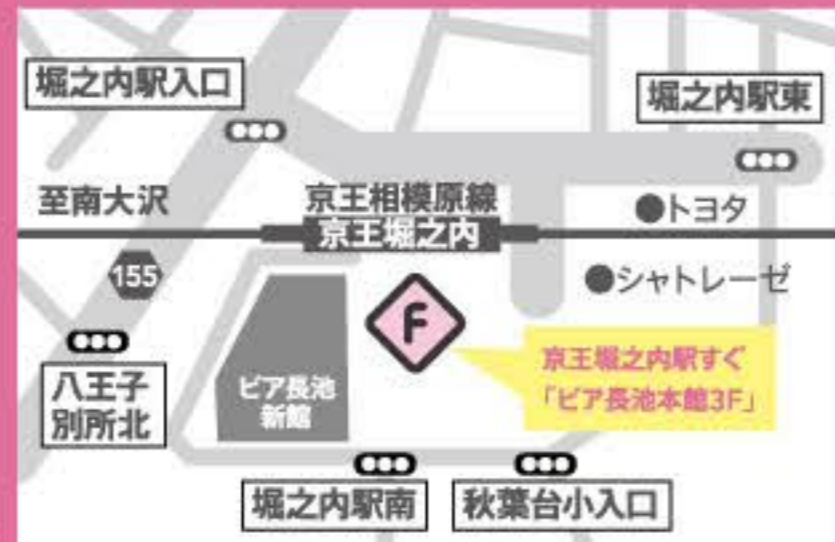 堀之内駅入口
堀之内駅東
至南大沢
京王相模原線
京王堀之内
●トヨタ
●シャトレーゼ
155
F
八王子
別所北
ピア長池
新館
京王堀之内駅すぐ
「ピア長池本館3F」
堀之内駅南
秋葉台小入口